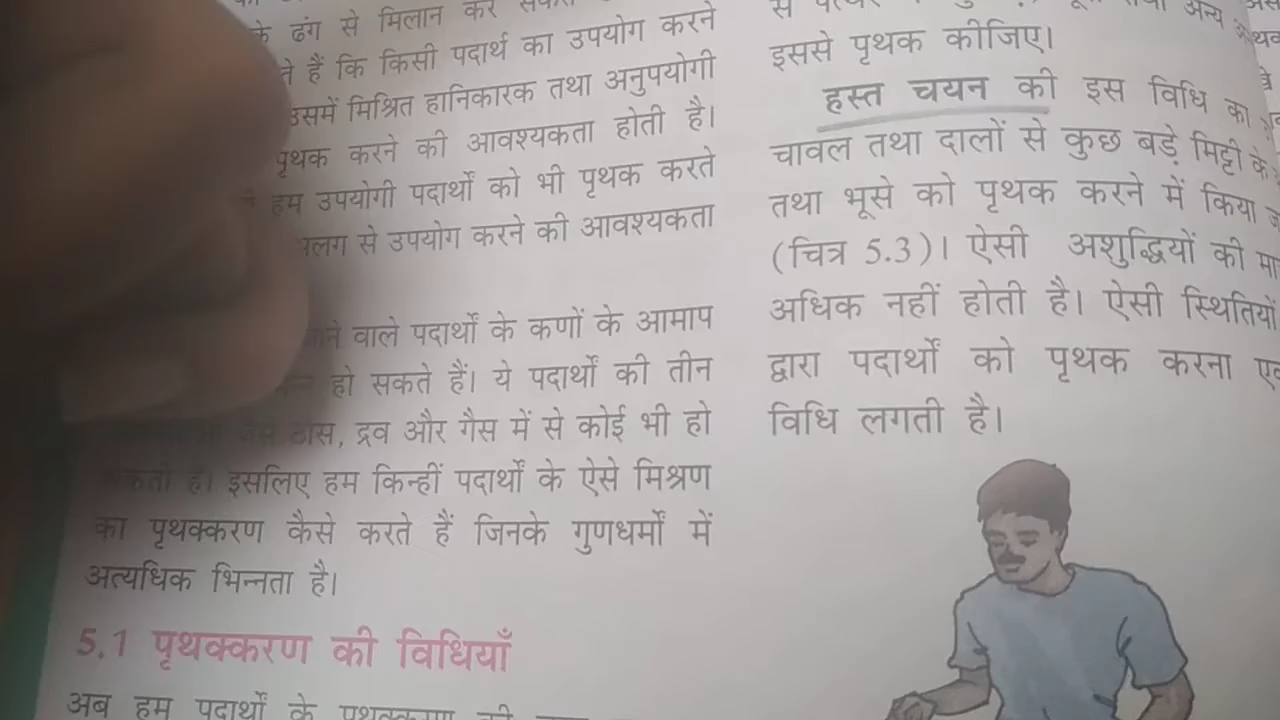 के ढंग से मिलान कर
ते हैं कि किसी पदार्थ का उपयोग करने
उसमें मिश्रित हानिकारक तथा अनुपयोगी
पृथक करने की आवश्यकता होती है।
हम उपयोगी पदार्थों को भी पृथक करते
से उपयोग करने की आवश्यकता
वाले पदार्थों के कणों के आमाप
हो सकते हैं। ये पदार्थों की तीन
द्रव और गैस में से कोई भी हो
इसलिए हम किन्हीं पदार्थों के ऐसे मिश्रण
का पृथक्करण कैसे करते हैं जिनके गुणधर्मों में
अत्यधिक भिन्नता है।
5.1 पृथक्करण की विधियाँ
अब हम पदार्थों के पृथक्करण
अन्य
इससे पृथक कीजिए।
हस्त चयन की इस विधि का
चावल तथा दालों से कुछ बड़े मिट्टी के
तथा भूसे को पृथक करने में किया
(चित्र 5.3)। ऐसी अशुद्धियों की
अधिक नहीं होती है। ऐसी स्थितियों
द्वारा पदार्थों को पृथक करना
विधि लगती है।